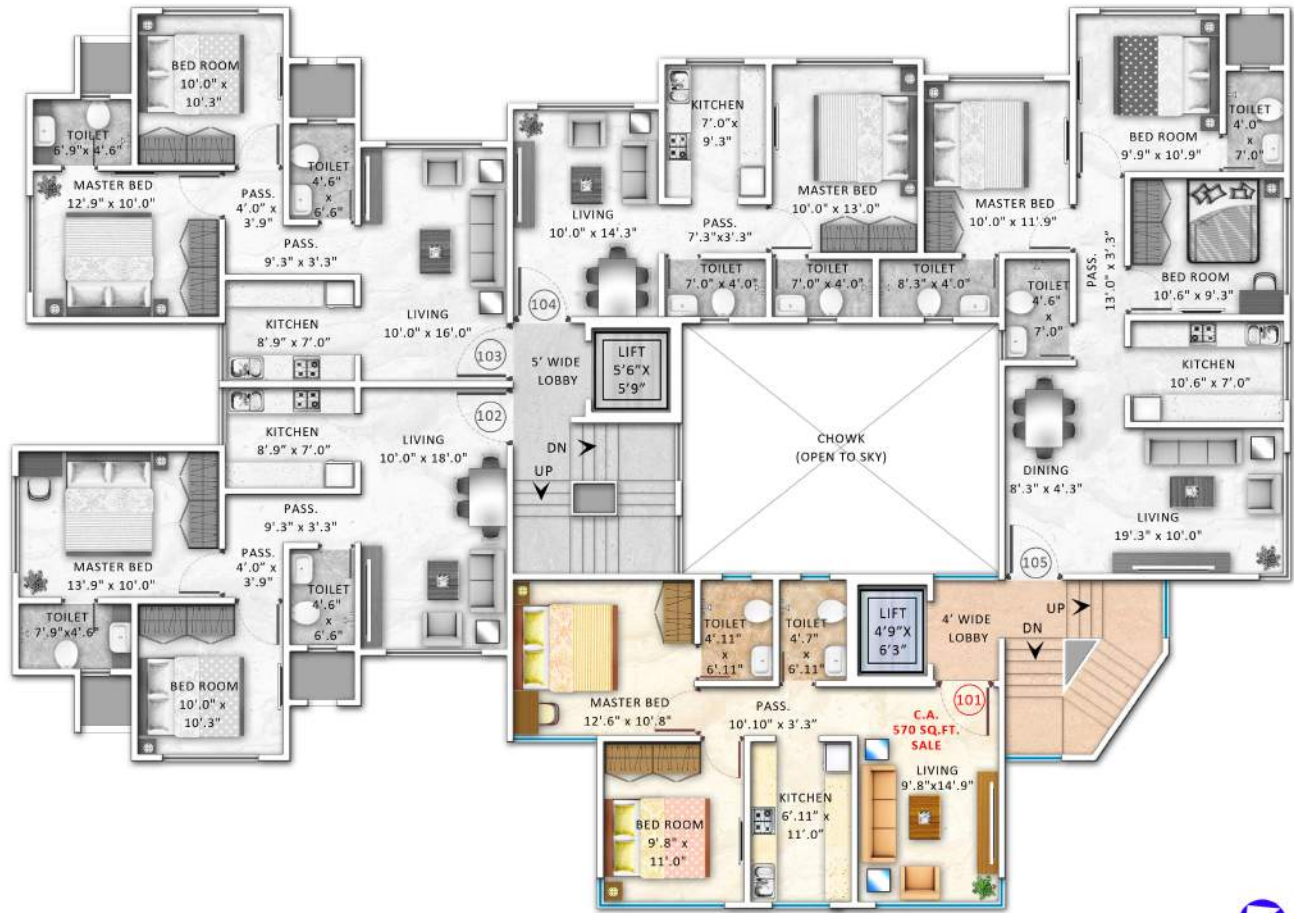 BED ROOM
10'.0" x
10'.3"
TOILET
6'.9"x 4'.6"
MASTER BED
12'.9" x 10'.0"
PASS.
4'.0" x
3'.9"
TOILET
4'.6"
x
6'.6"
PASS.
9'.3" x 3'.3"
KITCHEN
8'.9" x 7'.0"
LIVING
10'.0" x 16'.0"
103
LIVING
10'.0" x 14'.3"
104
KITCHEN
7'.0"x
9'.3"
PASS.
7'.3"x3'.3"
MASTER BED
10'.0" x 13'.0"
TOILET
7'.0" x 4'.0"
TOILET
7'.0" x 4'.0"
TOILET
8'.3" x 4'.0"
MASTER BED
10'.0" x 11'.9"
BED ROOM
9'.9" x 10'.9"
TOILET
4'.0"
x
7'.0"
PASS.
13'.0" x 3'.3"
BED ROOM
10'.6" x 9'.3"
TOILET
4'.6"
x
7'.0"
KITCHEN
10'.6" x 7'.0"
DINING
8'.3" x 4'.3"
LIVING
19'.3" x 10'.0"
105
5' WIDE
LOBBY
LIFT
5'6"X
5'9"
DN
UP
CHOWK
(OPEN TO SKY)
102
KITCHEN
8'.9" x 7'.0"
LIVING
10'.0" x 18'.0"
PASS.
9'.3" x 3'.3"
PASS.
4'.0" x
3'.9"
MASTER BED
13'.9" x 10'.0"
TOILET
7'.9"x4'.6"
TOILET
4'.6"
x
6'.6"
BED ROOM
10'.0" x
10'.3"
TOILET
4'.11"
x
6'.11"
TOILET
4'.7"
x
6'.11"
LIFT
4'9"X
6'3"
4' WIDE
LOBBY
UP
DN
MASTER BED
12'.6" x 10'.8"
PASS.
10'.10" x 3'.3"
101
C.A.
570 SQ.FT.
SALE
LIVING
9'.8"x14'.9"
KITCHEN
6'.11" x
11'.0"
BED ROOM
9'.8" x
11'.0"